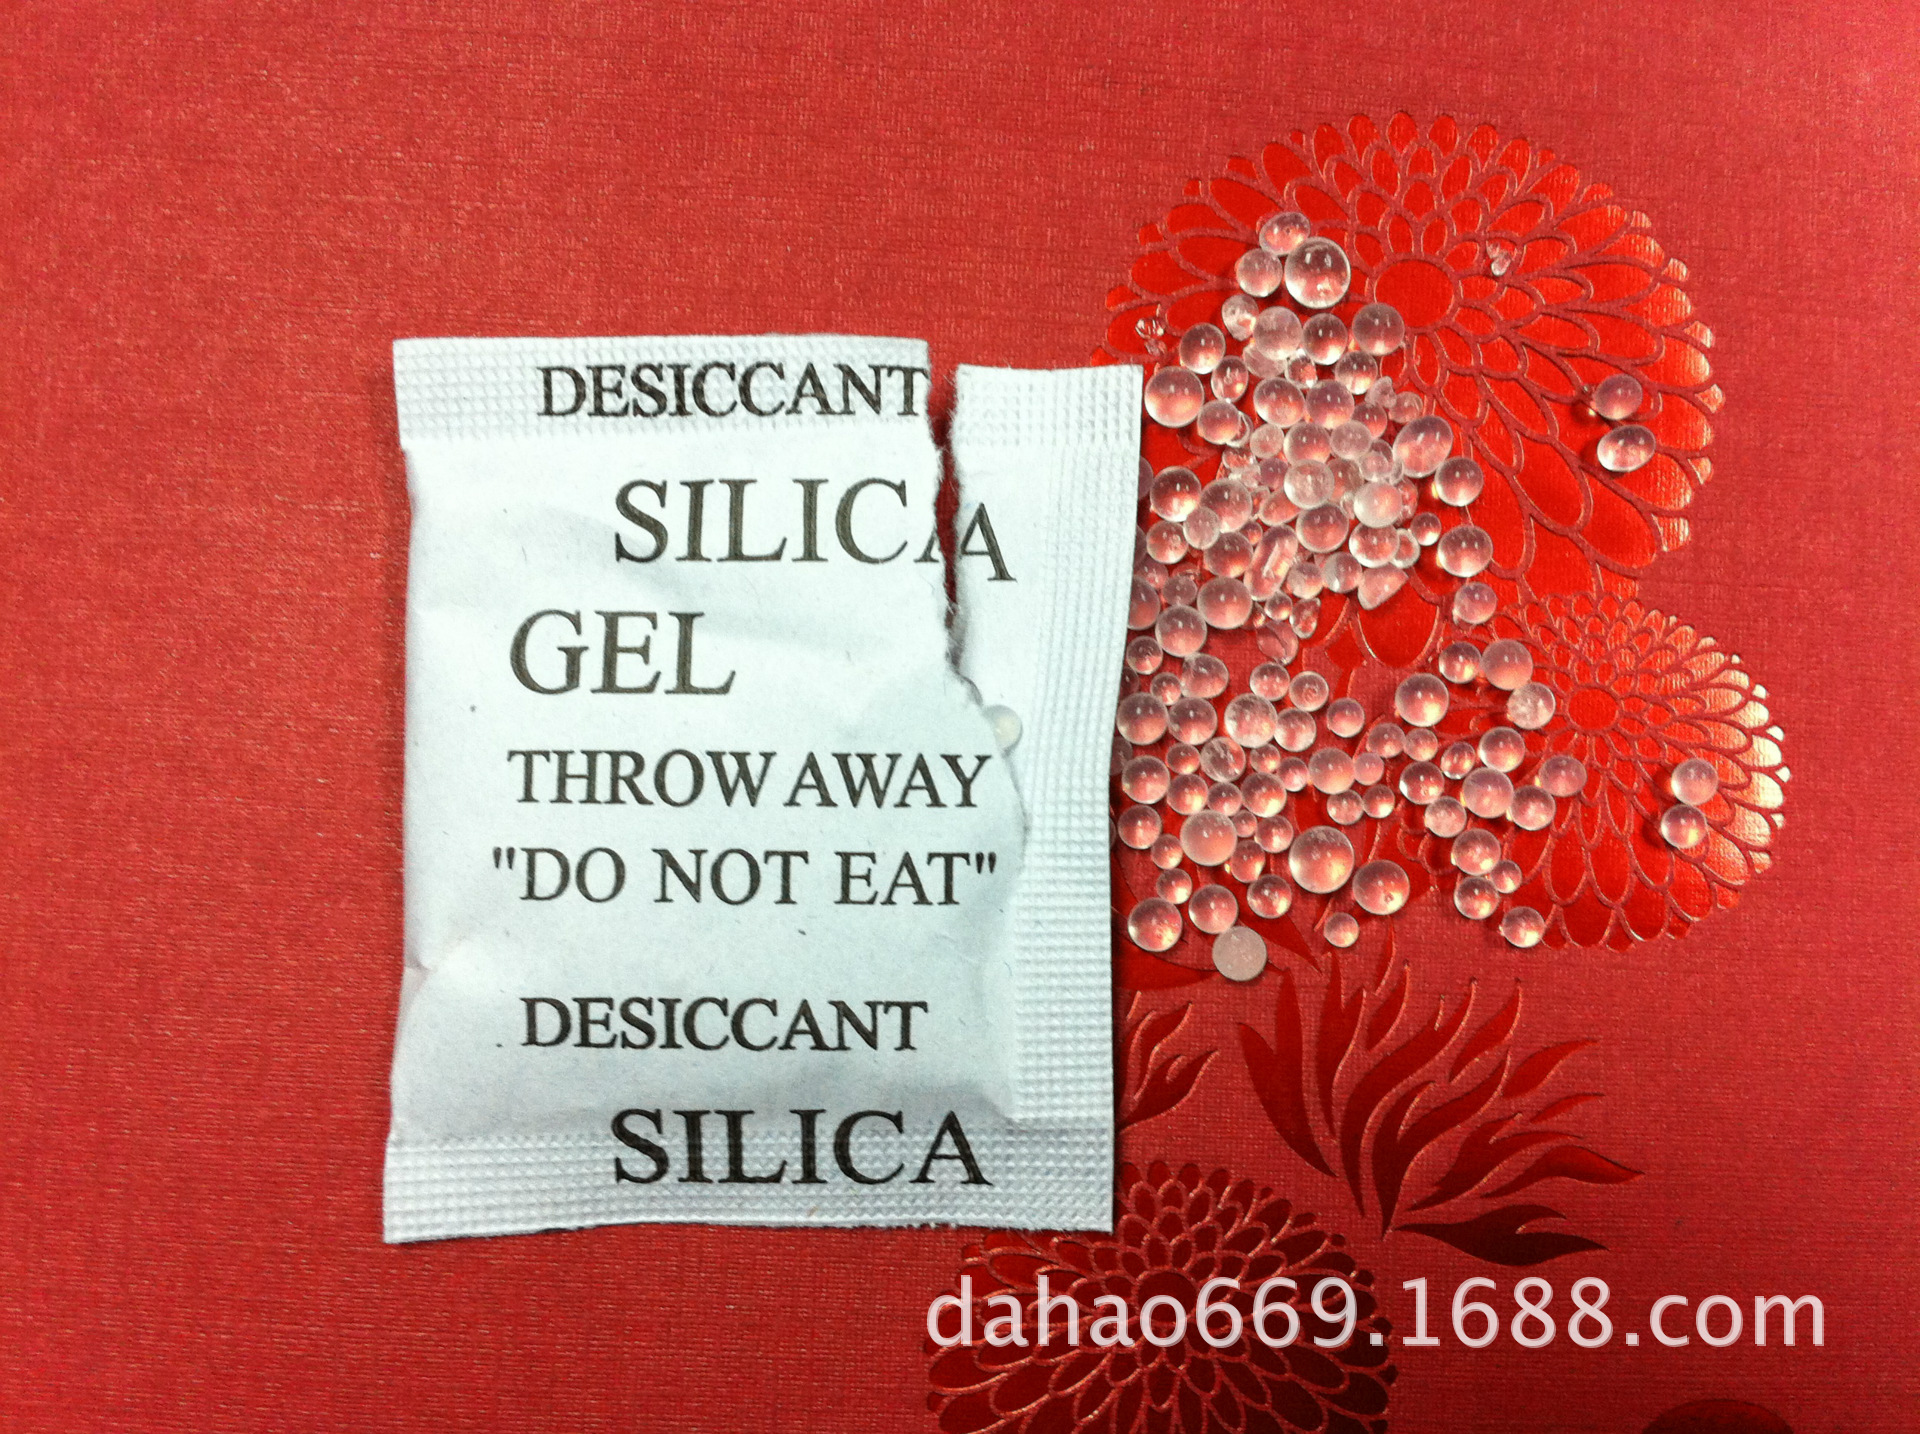 DESICCANT
SILICA
GEL
THROW AWAY
"DO NOT EAT"
DESICCANT
SILICA
dahao669.1688.com